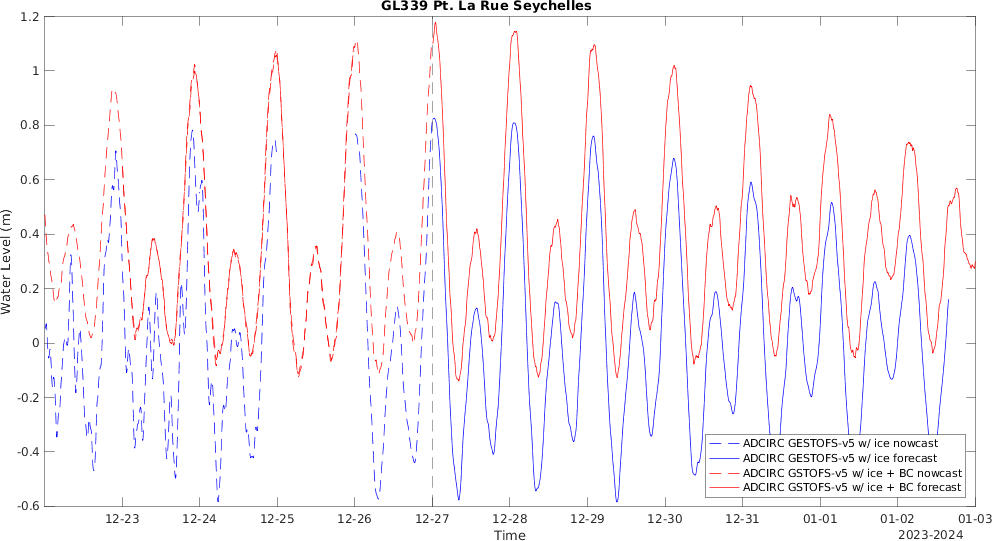 GL339 Pt. La Rue Seychelles
1.2
1
0.8
0.6
0.4
0.2
0
-0.2
-0.4
-0.6
Water Level (m)
ADCIRC GESTOFS-v5 w/ ice nowcast
ADCIRC GESTOFS-v5 w/ ice forecast
ADCIRC GSTOFS-v5 w/ ice + BC nowcast
ADCIRC GSTOFS-v5 w/ ice + BC forecast
12-23 12-24 12-25 12-26 12-27 12-28 12-29 12-30 12-31 01-01 01-02 01-03
Time
2023-2024